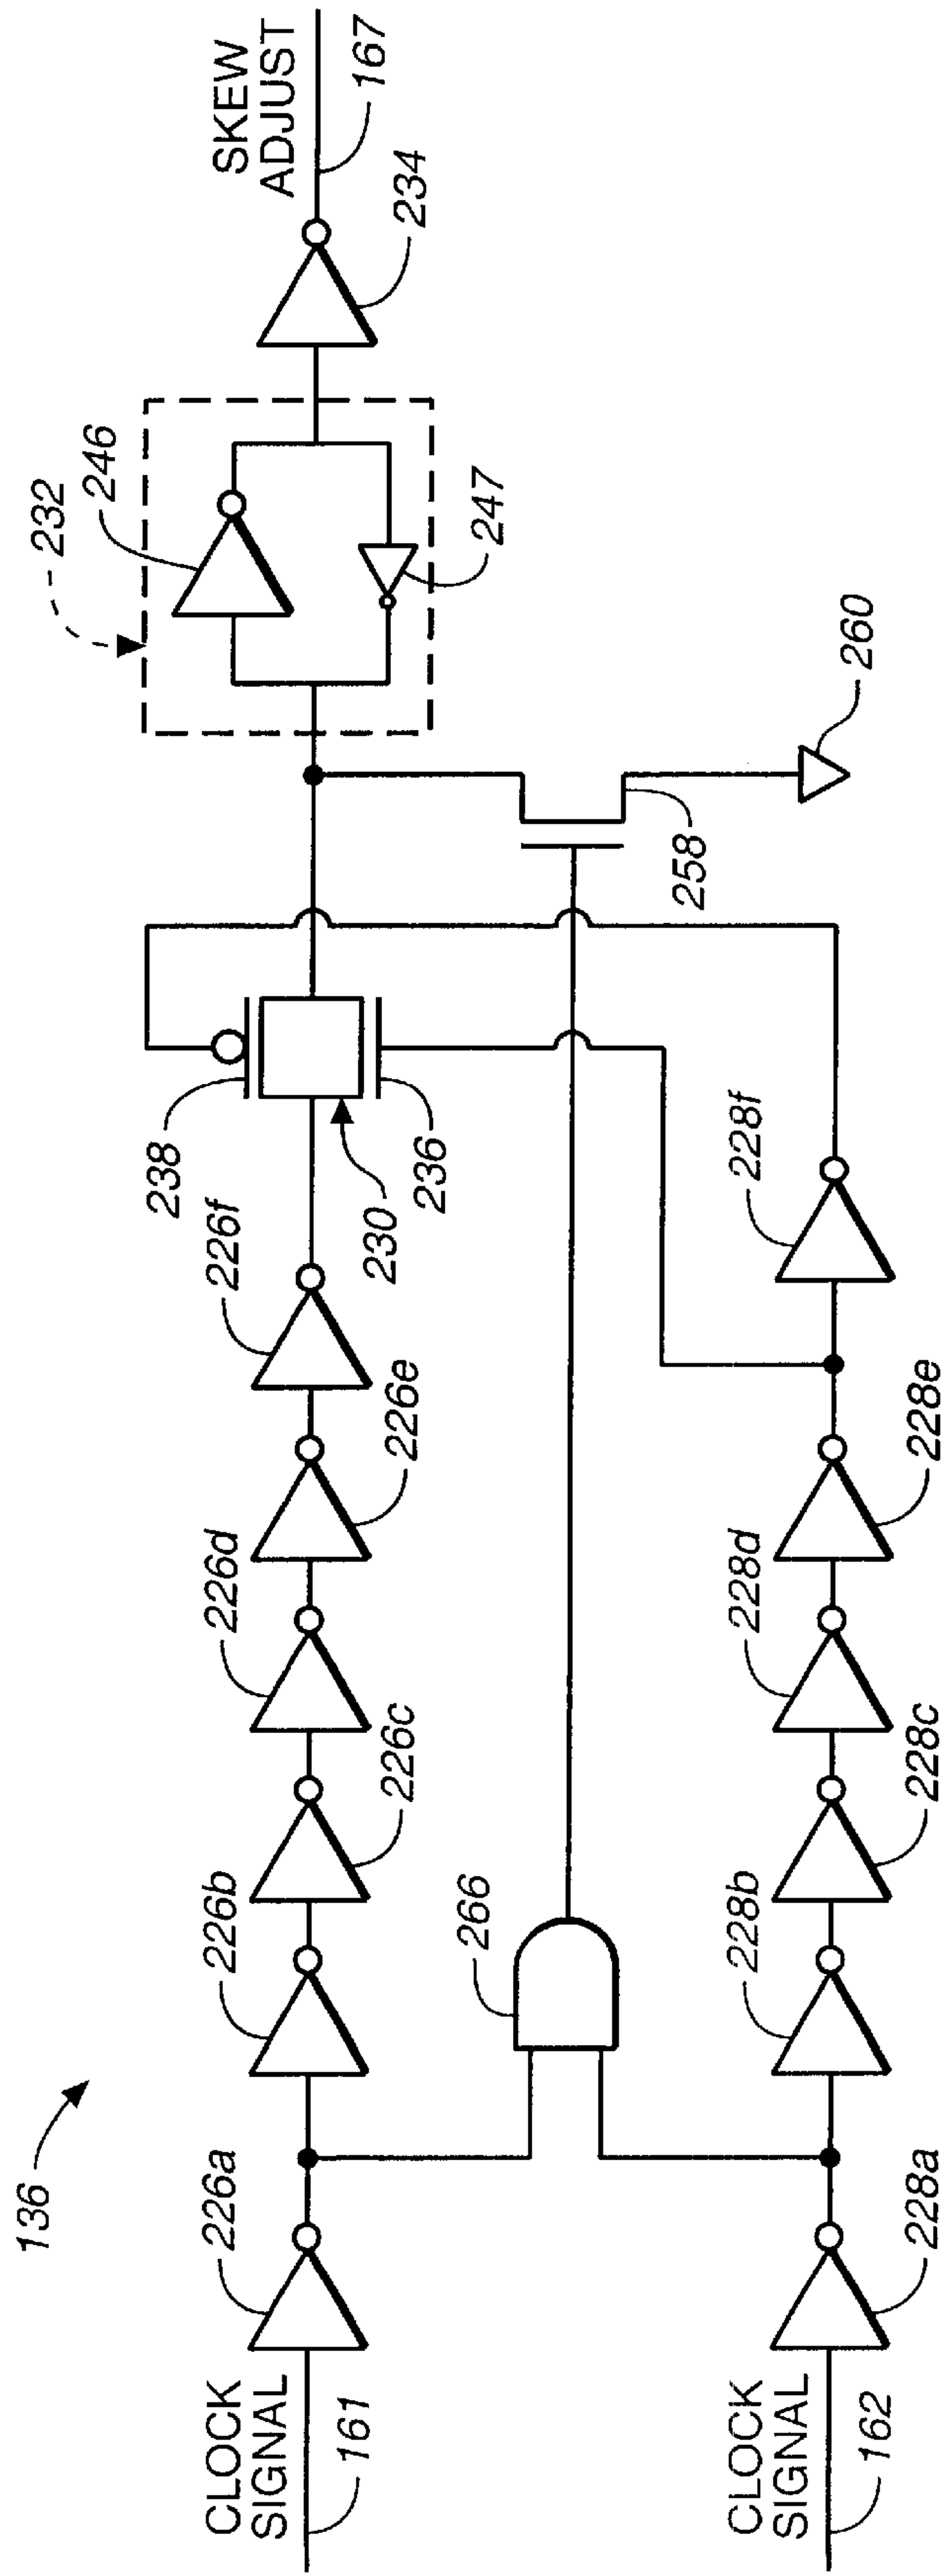 136
CLOCK
SIGNAL
161
226a
226b
226c
226d
226e
226f
238
230
236
232
246
247
234
SKEW
ADJUST
167
266
258
260
CLOCK
SIGNAL
162
228a
228b
228c
228d
228e
228f